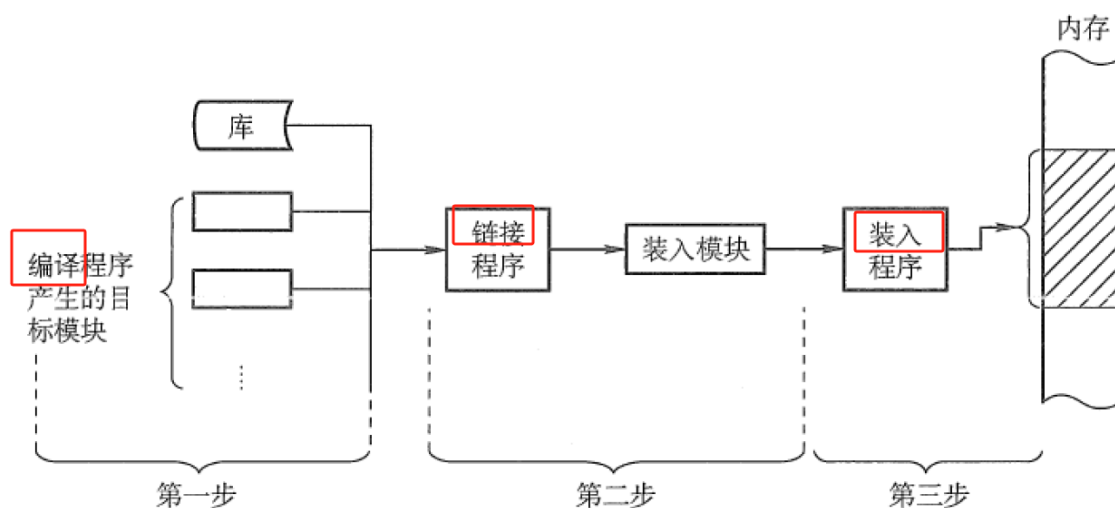 内存
库
编译程序
产生的目
标模块
链接
程序
装入模块
装入
程序
……
第一步
第二步
第三步